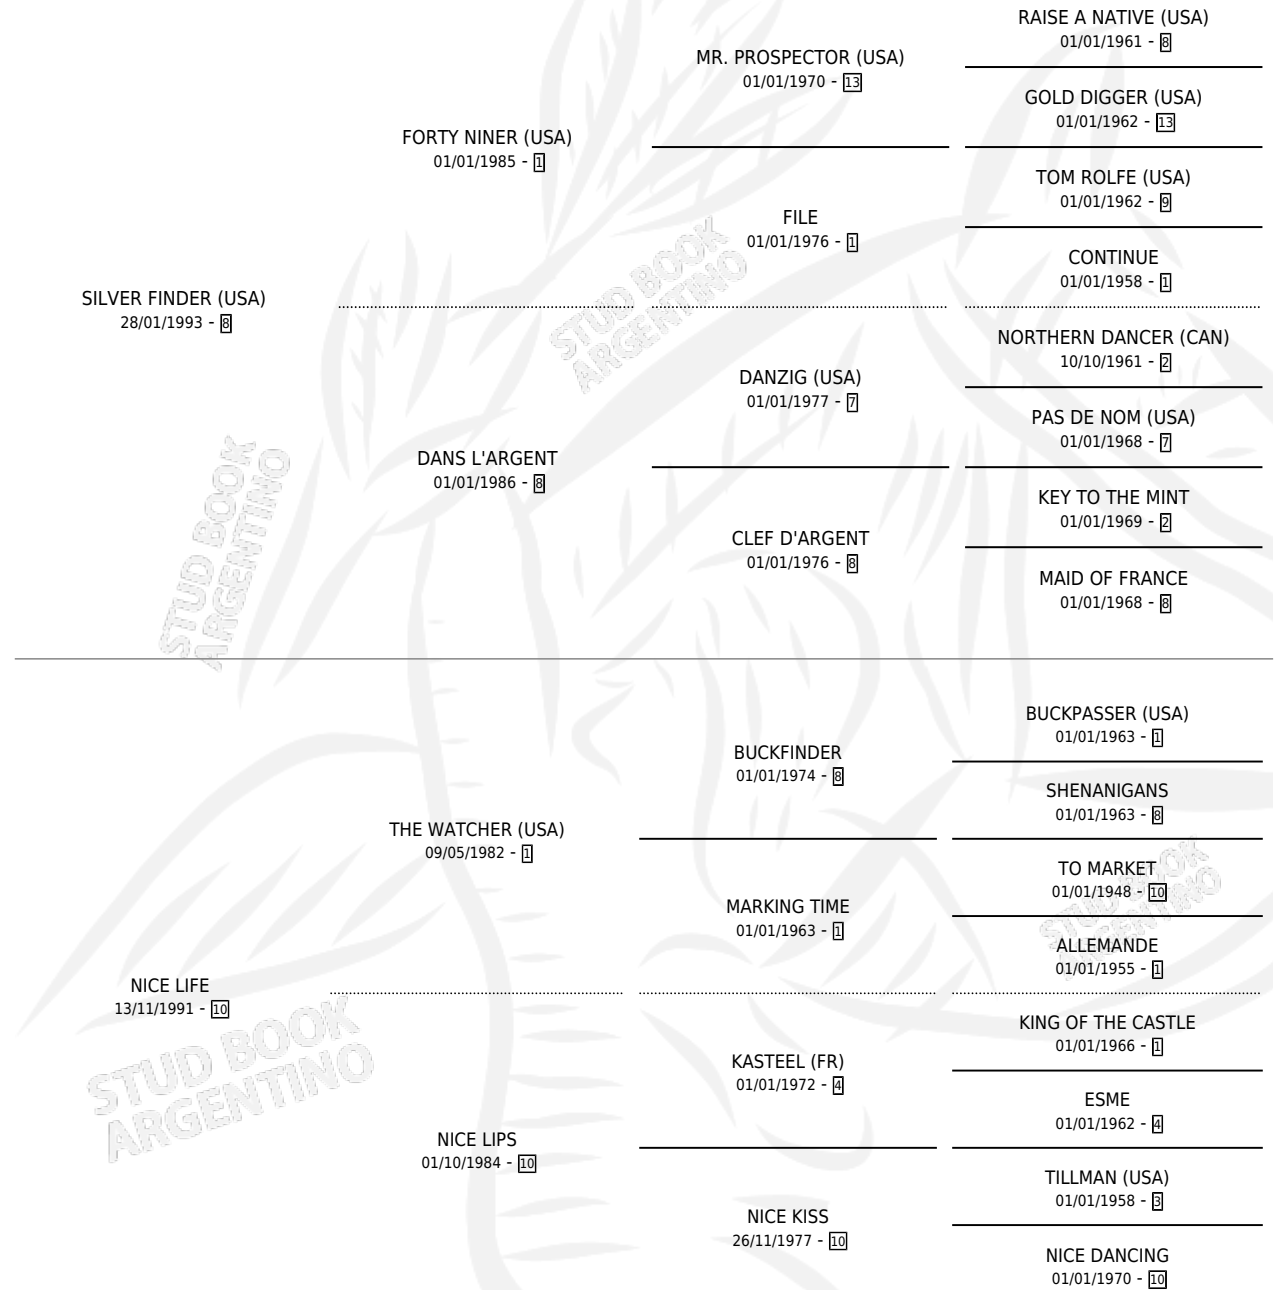 RAISE A NATIVE (USA)
01/01/1961 - 8
MR. PROSPECTOR (USA)
01/01/1970 - 13
GOLD DIGGER (USA)
01/01/1962 - 13
FORTY NINER (USA)
01/01/1985 - 1
TOM ROLFE (USA)
01/01/1962 - 9
FILE
01/01/1976 - 1
CONTINUE
01/01/1958 - 1
SILVER FINDER (USA)
28/01/1993 - 8
NORTHERN DANCER (CAN)
10/10/1961 - 2
DANZIG (USA)
01/01/1977 - 7
PAS DE NOM (USA)
01/01/1968 - 7
DANS L'ARGENT
01/01/1986 - 8
KEY TO THE MINT
01/01/1969 - 2
CLEF D'ARGENT
01/01/1976 - 8
MAID OF FRANCE
01/01/1968 - 8
BUCKPASSER (USA)
01/01/1963 - 1
BUCKFINDER
01/01/1974 - 8
SHENANIGANS
01/01/1963 - 8
THE WATCHER (USA)
09/05/1982 - 1
TO MARKET
01/01/1948 - 10
MARKING TIME
01/01/1963 - 1
ALLEMANDE
01/01/1955 - 1
NICE LIFE
13/11/1991 - 10
KING OF THE CASTLE
01/01/1966 - 1
KASTEEL (FR)
01/01/1972 - 4
ESME
01/01/1962 - 4
NICE LIPS
01/10/1984 - 10
TILLMAN (USA)
01/01/1958 - 3
NICE KISS
26/11/1977 - 10
NICE DANCING
01/01/1970 - 10
STUD BOOK
ARGENTINO
STUD BOOK
ARGENTINO
STUD BOOK
ARGENTINO
STUD BOOK
ARGENTINO